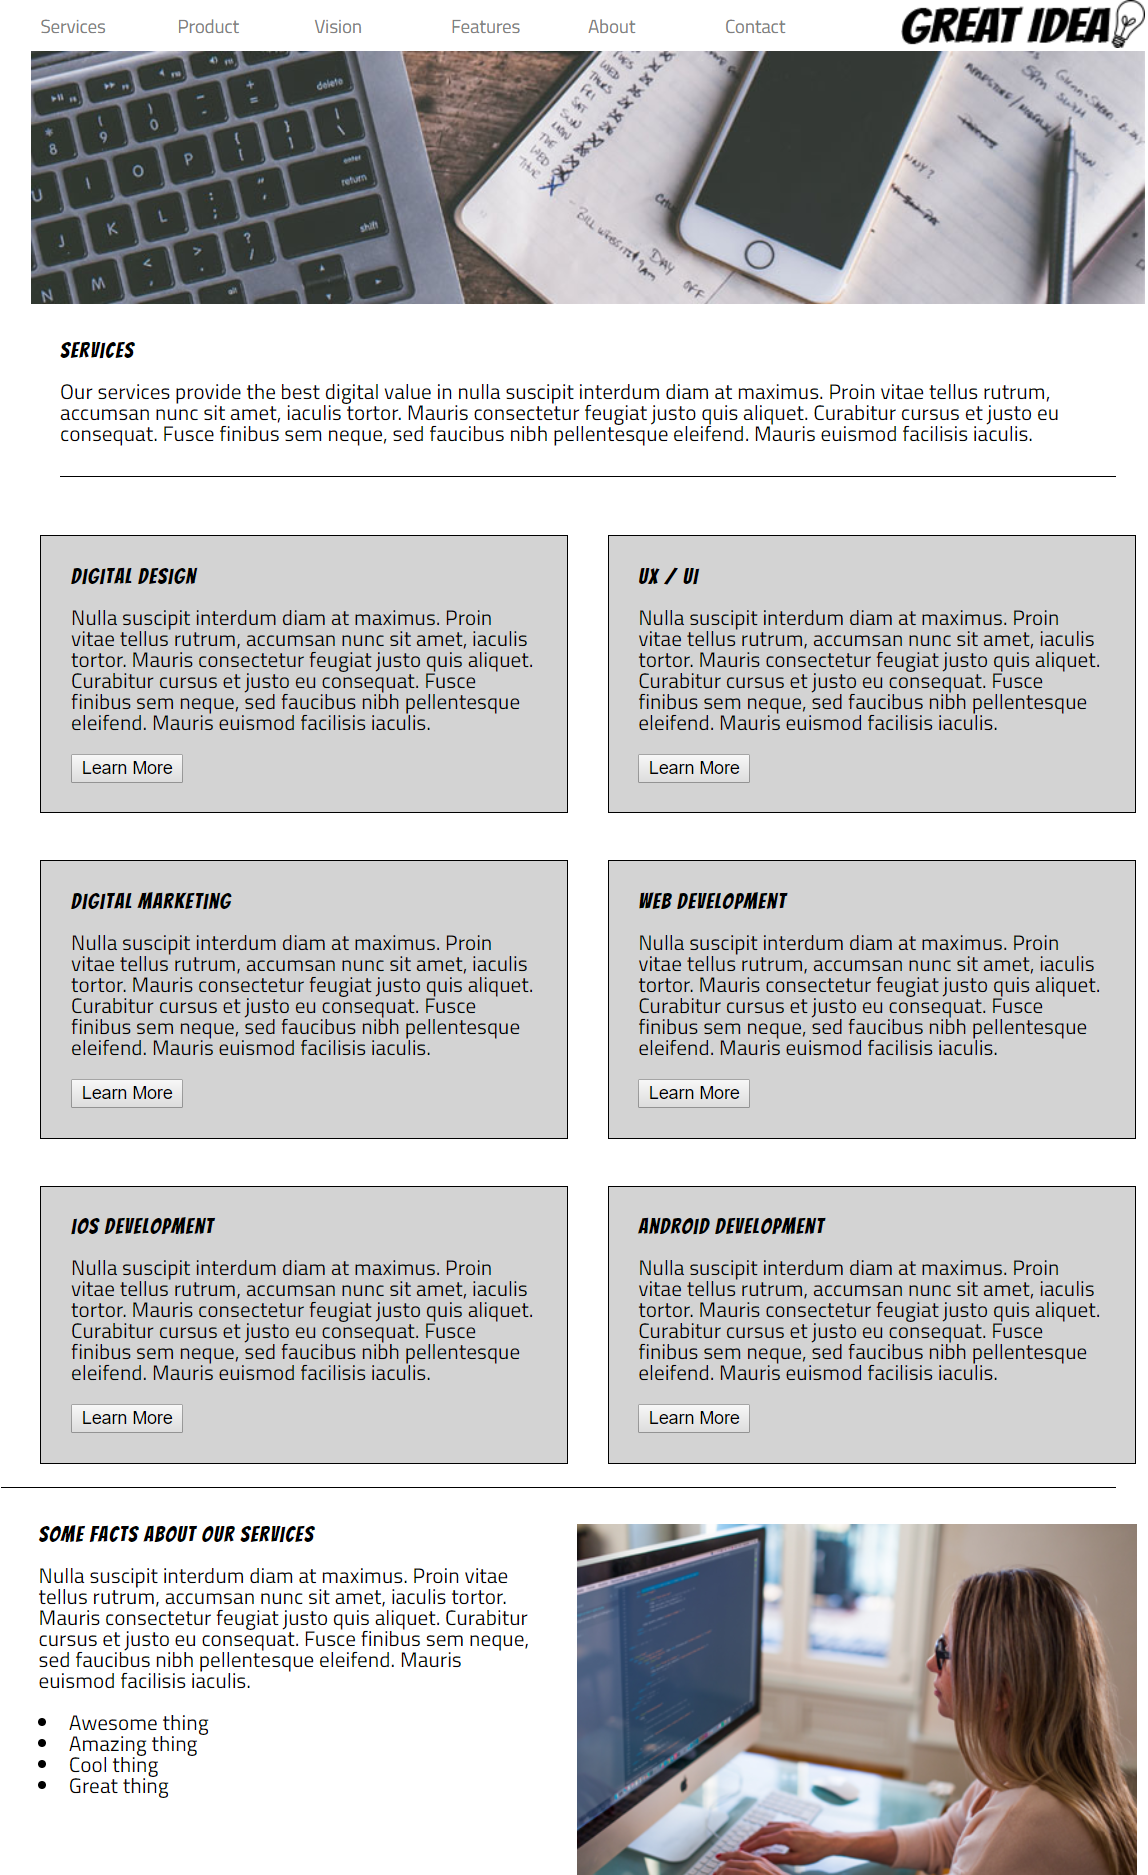 Services Product Vision Features About Contact GREAT IDEA
delete
enter
return
shift
8 9 0 - + =
U I O P { [ } ] | \
J K L : ; " '
N M < , > . ? /
alt
WED
FRI
SAT
SUN
TUE
WED
THUR
- BILL WEBSITE 9am
DAY OFF
SERVICES
Our services provide the best digital value in nulla suscipit interdum diam at maximus. Proin vitae tellus rutrum,
accumsan nunc sit amet, iaculis tortor. Mauris consectetur feugiat justo quis aliquet. Curabitur cursus et justo eu
consequat. Fusce finibus sem neque, sed faucibus nibh pellentesque eleifend. Mauris euismod facilisis iaculis.
DIGITAL DESIGN
Nulla suscipit interdum diam at maximus. Proin
vitae tellus rutrum, accumsan nunc sit amet, iaculis
tortor. Mauris consectetur feugiat justo quis aliquet.
Curabitur cursus et justo eu consequat. Fusce
finibus sem neque, sed faucibus nibh pellentesque
eleifend. Mauris euismod facilisis iaculis.
Learn More
UX / UI
Nulla suscipit interdum diam at maximus. Proin
vitae tellus rutrum, accumsan nunc sit amet, iaculis
tortor. Mauris consectetur feugiat justo quis aliquet.
Curabitur cursus et justo eu consequat. Fusce
finibus sem neque, sed faucibus nibh pellentesque
eleifend. Mauris euismod facilisis iaculis.
Learn More
DIGITAL MARKETING
Nulla suscipit interdum diam at maximus. Proin
vitae tellus rutrum, accumsan nunc sit amet, iaculis
tortor. Mauris consectetur feugiat justo quis aliquet.
Curabitur cursus et justo eu consequat. Fusce
finibus sem neque, sed faucibus nibh pellentesque
eleifend. Mauris euismod facilisis iaculis.
Learn More
WEB DEVELOPMENT
Nulla suscipit interdum diam at maximus. Proin
vitae tellus rutrum, accumsan nunc sit amet, iaculis
tortor. Mauris consectetur feugiat justo quis aliquet.
Curabitur cursus et justo eu consequat. Fusce
finibus sem neque, sed faucibus nibh pellentesque
eleifend. Mauris euismod facilisis iaculis.
Learn More
IOS DEVELOPMENT
Nulla suscipit interdum diam at maximus. Proin
vitae tellus rutrum, accumsan nunc sit amet, iaculis
tortor. Mauris consectetur feugiat justo quis aliquet.
Curabitur cursus et justo eu consequat. Fusce
finibus sem neque, sed faucibus nibh pellentesque
eleifend. Mauris euismod facilisis iaculis.
Learn More
ANDROID DEVELOPMENT
Nulla suscipit interdum diam at maximus. Proin
vitae tellus rutrum, accumsan nunc sit amet, iaculis
tortor. Mauris consectetur feugiat justo quis aliquet.
Curabitur cursus et justo eu consequat. Fusce
finibus sem neque, sed faucibus nibh pellentesque
eleifend. Mauris euismod facilisis iaculis.
Learn More
SOME FACTS ABOUT OUR SERVICES
Nulla suscipit interdum diam at maximus. Proin vitae
tellus rutrum, accumsan nunc sit amet, iaculis tortor.
Mauris consectetur feugiat justo quis aliquet. Curabitur
cursus et justo eu consequat. Fusce finibus sem neque,
sed faucibus nibh pellentesque eleifend. Mauris
euismod facilisis iaculis.
• Awesome thing
• Amazing thing
• Cool thing
• Great thing